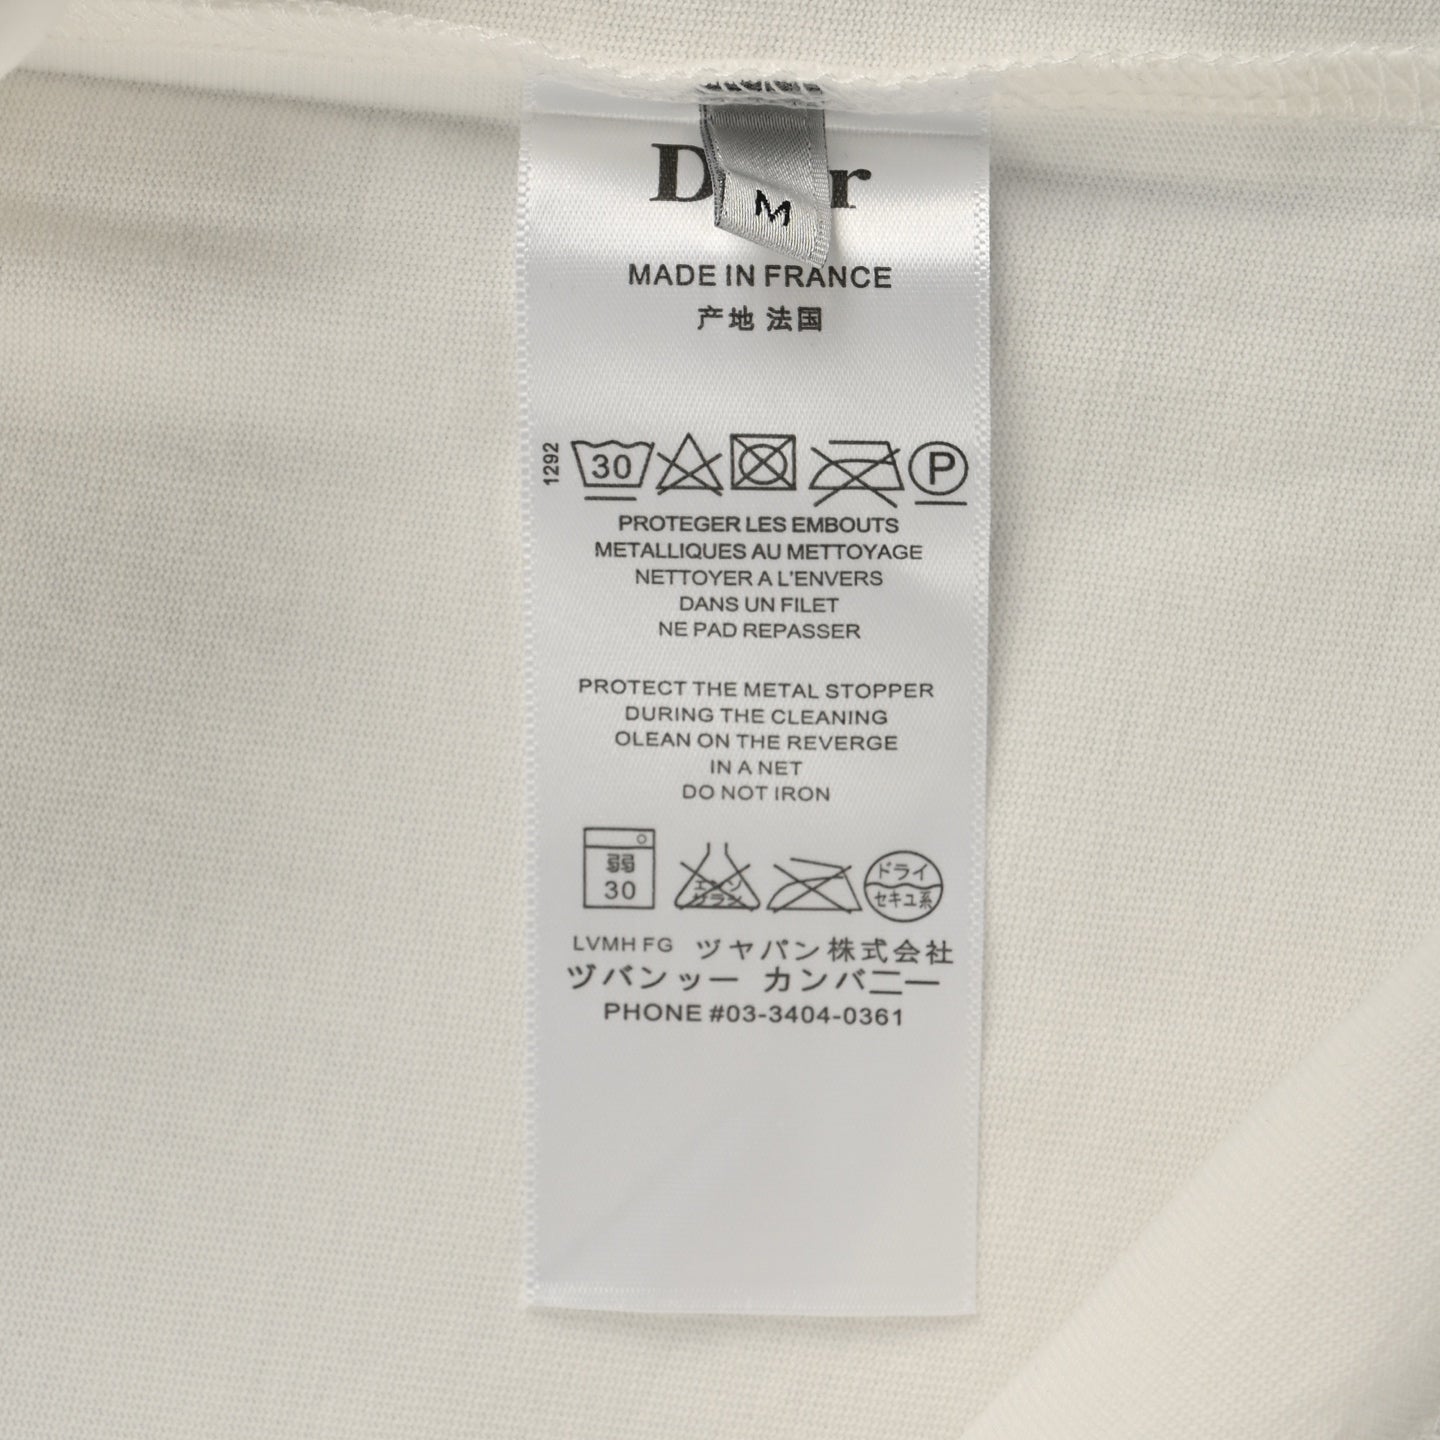 D r
M
MADE IN FRANCE
产地 法国
1292
30 P
PROTEGER LES EMBOUTS
METALLIQUES AU METTOYAGE
NETTOYER A L'ENVERS
DANS UN FILET
NE PAD REPASSER
PROTECT THE METAL STOPPER
DURING THE CLEANING
OLEAN ON THE REVERGE
IN A NET
DO NOT IRON
弱
30
ドライ
セキユ系
LVMH FG ツヤパン株式会社
ヅバンッー カンバニー
PHONE #03-3404-0361